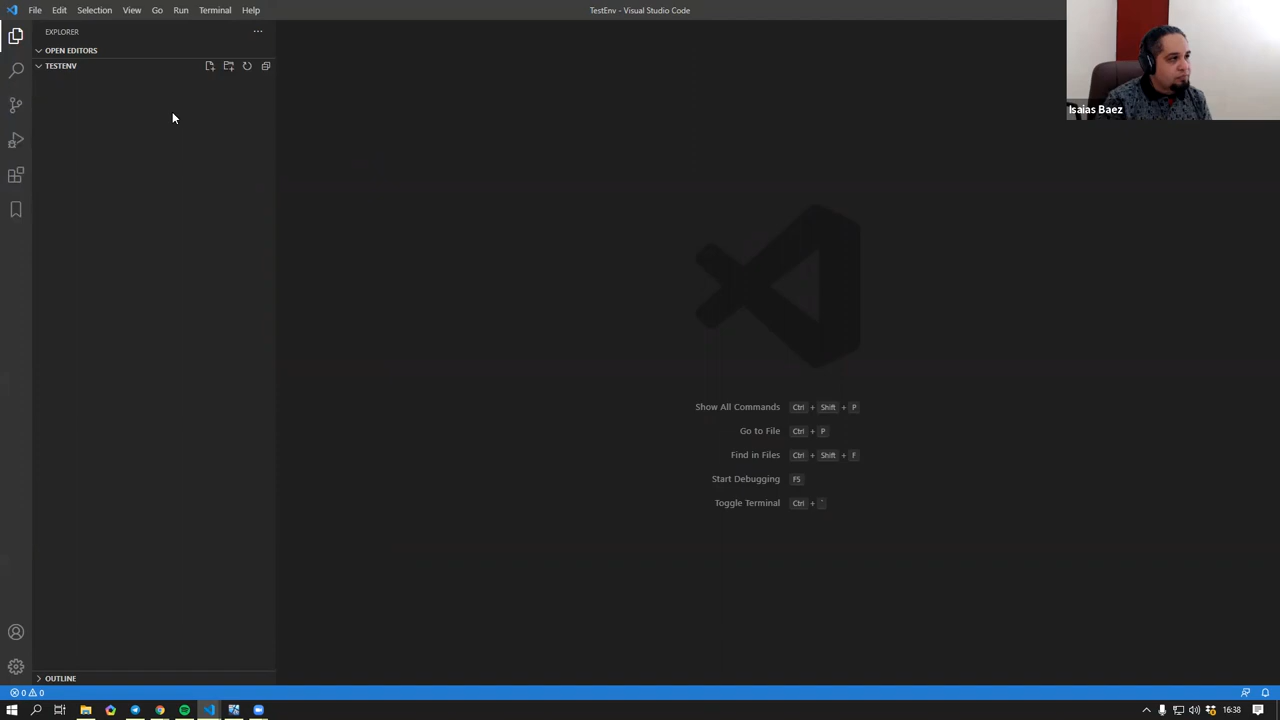 File Edit Selection View Go Run Terminal Help
TestEnv - Visual Studio Code
EXPLORER
OPEN EDITORS
TESTENV
Isaias Baez
Show All Commands Ctrl + Shift + P
Go to File Ctrl + P
Find in Files Ctrl + Shift + F
Start Debugging F5
Toggle Terminal Ctrl + `
OUTLINE
0 0
16:38